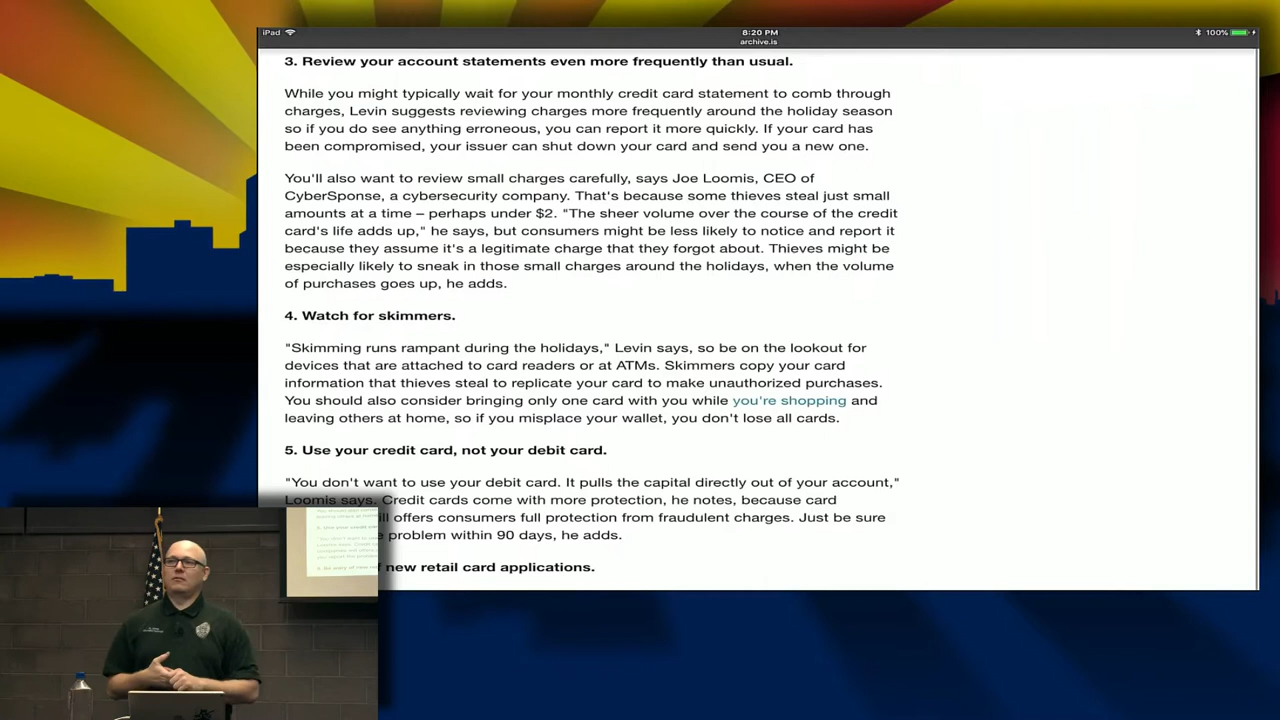 iPad
8:20 PM
archive.is
100%
3. Review your account statements even more frequently than usual.
While you might typically wait for your monthly credit card statement to comb through
charges, Levin suggests reviewing charges more frequently around the holiday season
so if you do see anything erroneous, you can report it more quickly. If your card has
been compromised, your issuer can shut down your card and send you a new one.
You'll also want to review small charges carefully, says Joe Loomis, CEO of
CyberSponse, a cybersecurity company. That's because some thieves steal just small
amounts at a time – perhaps under $2. "The sheer volume over the course of the credit
card's life adds up," he says, but consumers might be less likely to notice and report it
because they assume it's a legitimate charge that they forgot about. Thieves might be
especially likely to sneak in those small charges around the holidays, when the volume
of purchases goes up, he adds.
4. Watch for skimmers.
"Skimming runs rampant during the holidays," Levin says, so be on the lookout for
devices that are attached to card readers or at ATMs. Skimmers copy your card
information that thieves steal to replicate your card to make unauthorized purchases.
You should also consider bringing only one card with you while you're shopping and
leaving others at home, so if you misplace your wallet, you don't lose all cards.
5. Use your credit card, not your debit card.
"You don't want to use your debit card. It pulls the capital directly out of your account,"
Loomis says. Credit cards come with more protection, he notes, because card
offers consumers full protection from fraudulent charges. Just be sure
problem within 90 days, he adds.
new retail card applications.